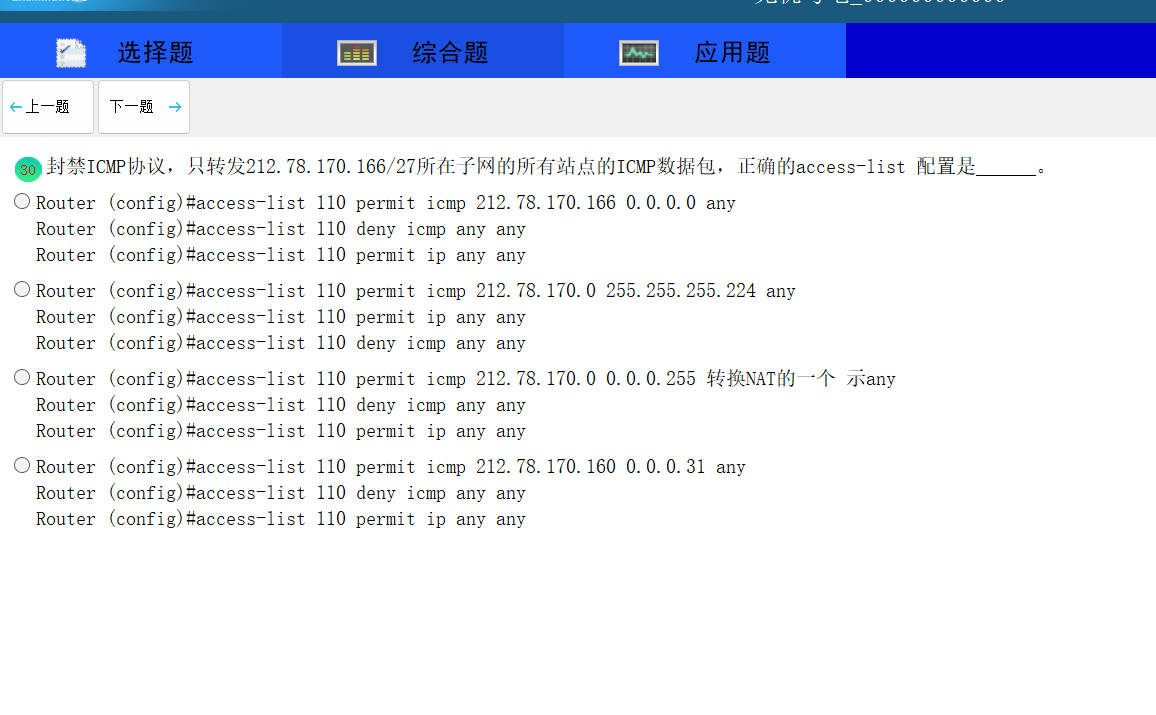 选择题 综合题 应用题
←上一题 下一题 →
30 封禁ICMP协议，只转发212.78.170.166/27所在子网的所有站点的ICMP数据包，正确的access-list 配置是______。
Router (config)#access-list 110 permit icmp 212.78.170.166 0.0.0.0 any
Router (config)#access-list 110 deny icmp any any
Router (config)#access-list 110 permit ip any any
Router (config)#access-list 110 permit icmp 212.78.170.0 255.255.255.224 any
Router (config)#access-list 110 permit ip any any
Router (config)#access-list 110 deny icmp any any
Router (config)#access-list 110 permit icmp 212.78.170.0 0.0.0.255 转换NAT的一个 示any
Router (config)#access-list 110 deny icmp any any
Router (config)#access-list 110 permit ip any any
Router (config)#access-list 110 permit icmp 212.78.170.160 0.0.0.31 any
Router (config)#access-list 110 deny icmp any any
Router (config)#access-list 110 permit ip any any